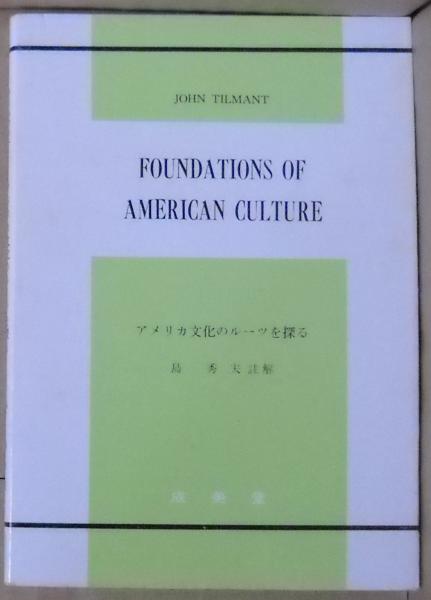 JOHN TILMANT
FOUNDATIONS OF
AMERICAN CULTURE
アメリカ文化のルーツを探る
島 秀夫 註解
成美堂